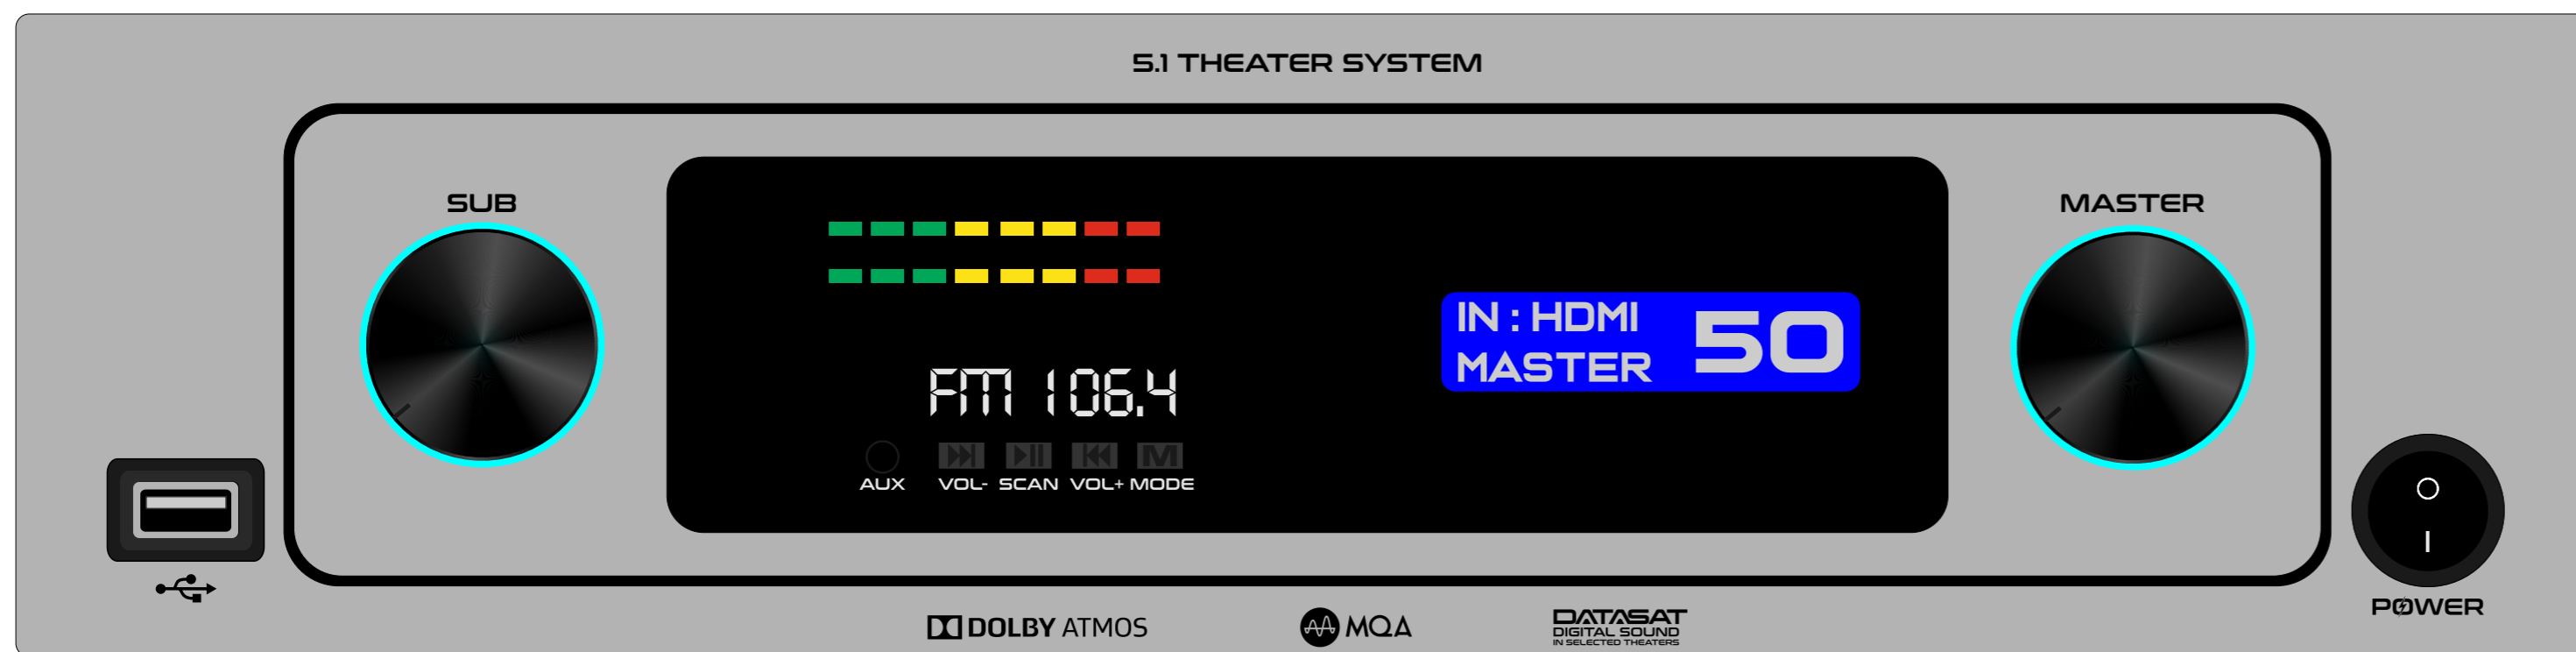 5.1 THEATER SYSTEM
SUB
MASTER
IN : HDMI
MASTER
50
FM 106.4
M
AUX VOL- SCAN VOL+ MODE
POWER
DOLBY ATMOS
MQA
DATASAT
DIGITAL SOUND
IN SELECTED THEATERS